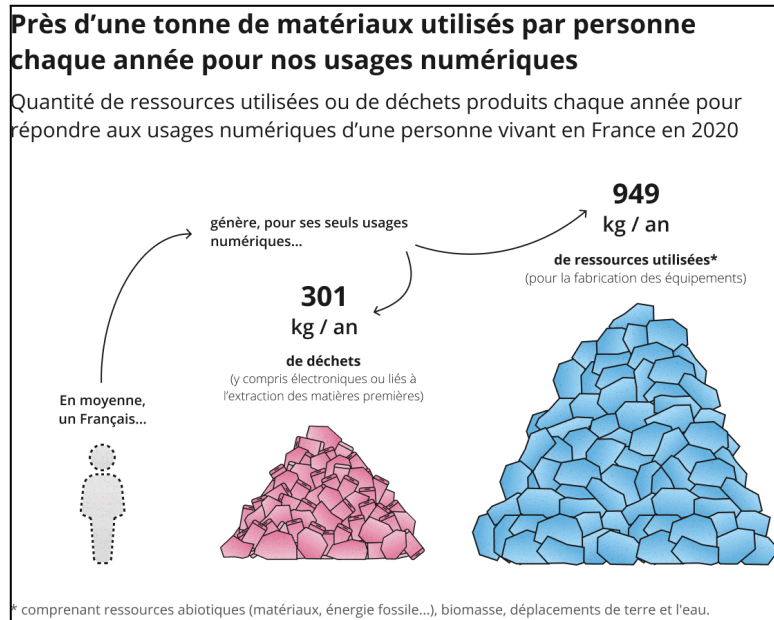 Près d’une tonne de matériaux utilisés par personne
chaque année pour nos usages numériques
Quantité de ressources utilisées ou de déchets produits chaque année pour
répondre aux usages numériques d’une personne vivant en France en 2020
949
kg / an
de ressources utilisées*
(pour la fabrication des équipements)
génère, pour ses seuls usages
numériques...
301
kg / an
de déchets
(y compris électroniques ou liés à
l’extraction des matières premières)
En moyenne,
un Français...
* comprenant ressources abiotiques (matériaux, énergie fossile...), biomasse, déplacements de terre et l'eau.